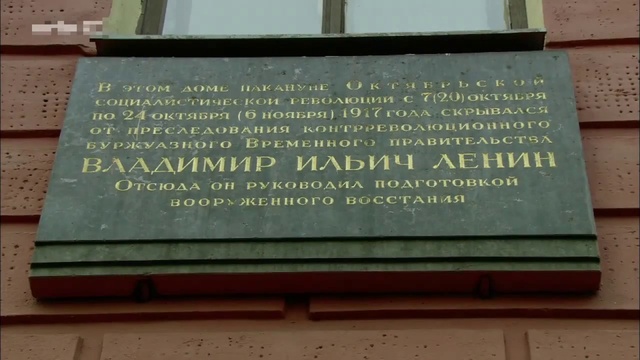 В ЭТОМ ДОМЕ НАКАНУНЕ ОКТЯБРЬСКОЙ
СОЦИАЛИСТИЧЕСКОЙ РЕВОЛЮЦИИ С 7(20) ОКТЯБРЯ
ПО 24 ОКТЯБРЯ (6 НОЯБРЯ) 1917 ГОДА СКРЫВАЛСЯ
ОТ ПРЕСЛЕДОВАНИЯ КОНТРРЕВОЛЮЦИОННОГО
БУРЖУАЗНОГО ВРЕМЕННОГО ПРАВИТЕЛЬСТВА
ВЛАДИМИР ИЛЬИЧ ЛЕНИН
ОТСЮДА ОН РУКОВОДИЛ ПОДГОТОВКОЙ
ВООРУЖЕННОГО ВОССТАНИЯ